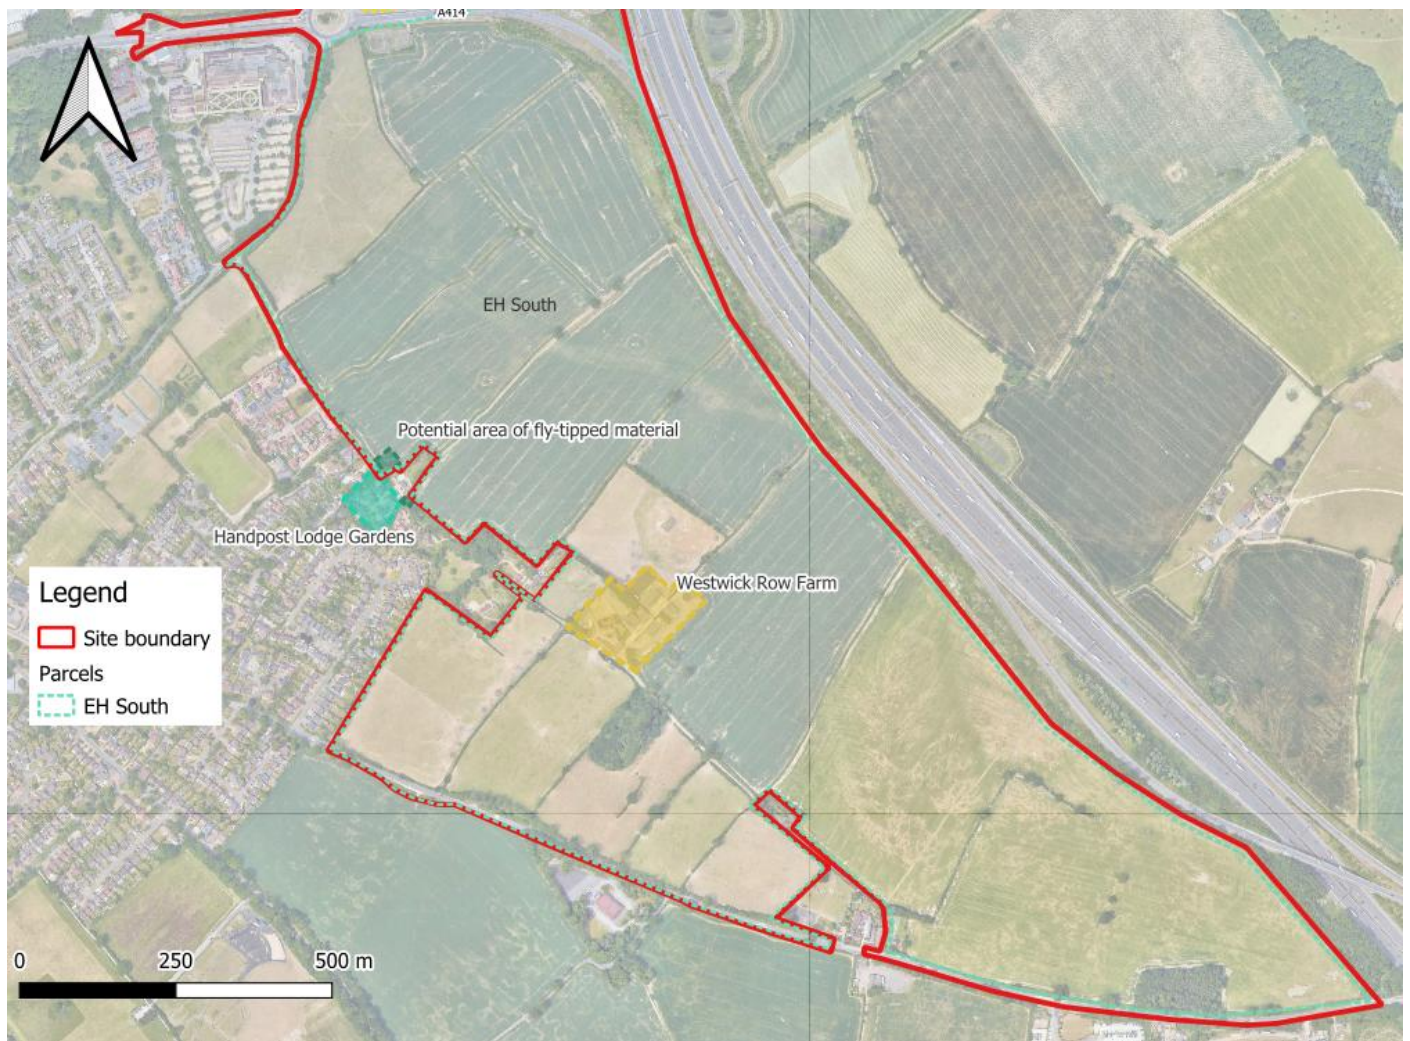 A414
EH South
Potential area of fly-tipped material
Handpost Lodge Gardens
Westwick Row Farm
Legend
Site boundary
Parcels
EH South
0 250 500 m